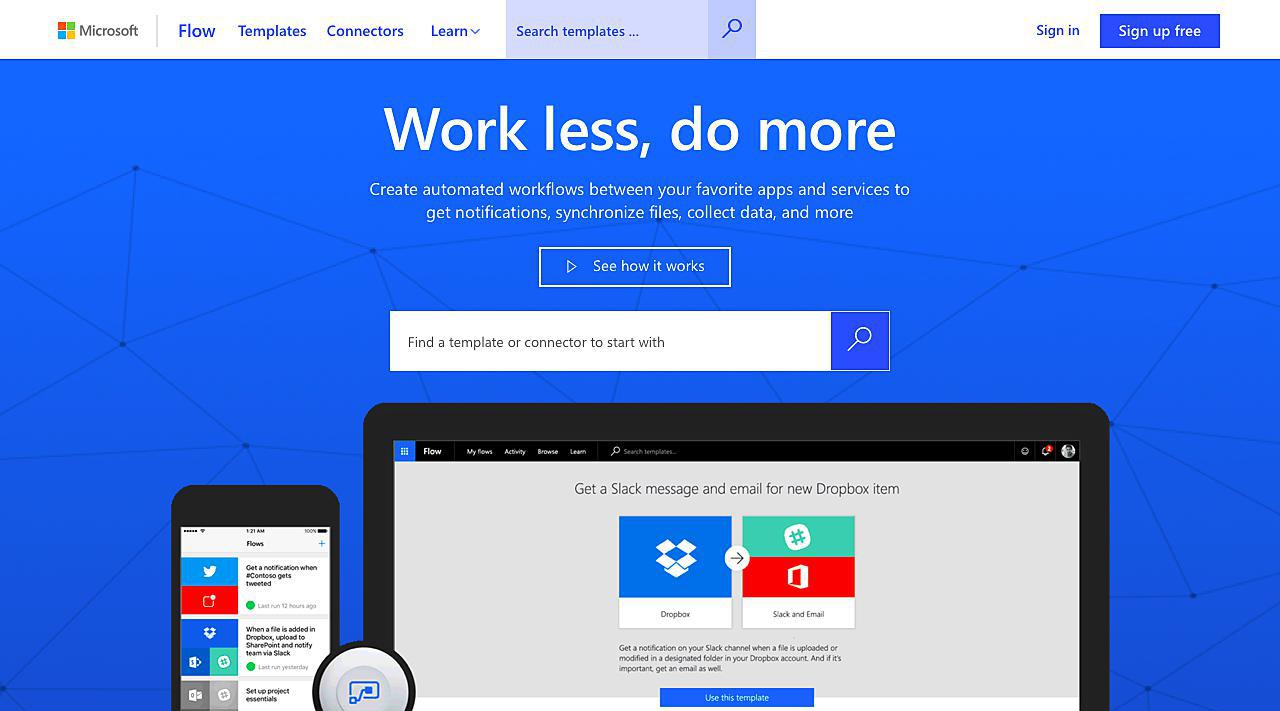 Microsoft
Flow
Templates
Connectors
Learn
Search templates ...
Sign in
Sign up free
Work less, do more
Create automated workflows between your favorite apps and services to
get notifications, synchronize files, collect data, and more
See how it works
Find a template or connector to start with
Flow
My flows
Activity
Browse
Learn
Search templates...
2
Get a Slack message and email for new Dropbox item
Dropbox
Slack and Email
Get a notification on your Slack channel when a file is uploaded or
modified in a designated folder in your Dropbox account. And if it's
important, get an email as well.
Use this template
1:21 AM
100%
Flows
+
Get a notification when
#Contoso gets
tweeted
Last run 12 hours ago
When a file is added in
Dropbox, upload to
SharePoint and notify
team via Slack
Last run yesterday
Set up project
essentials